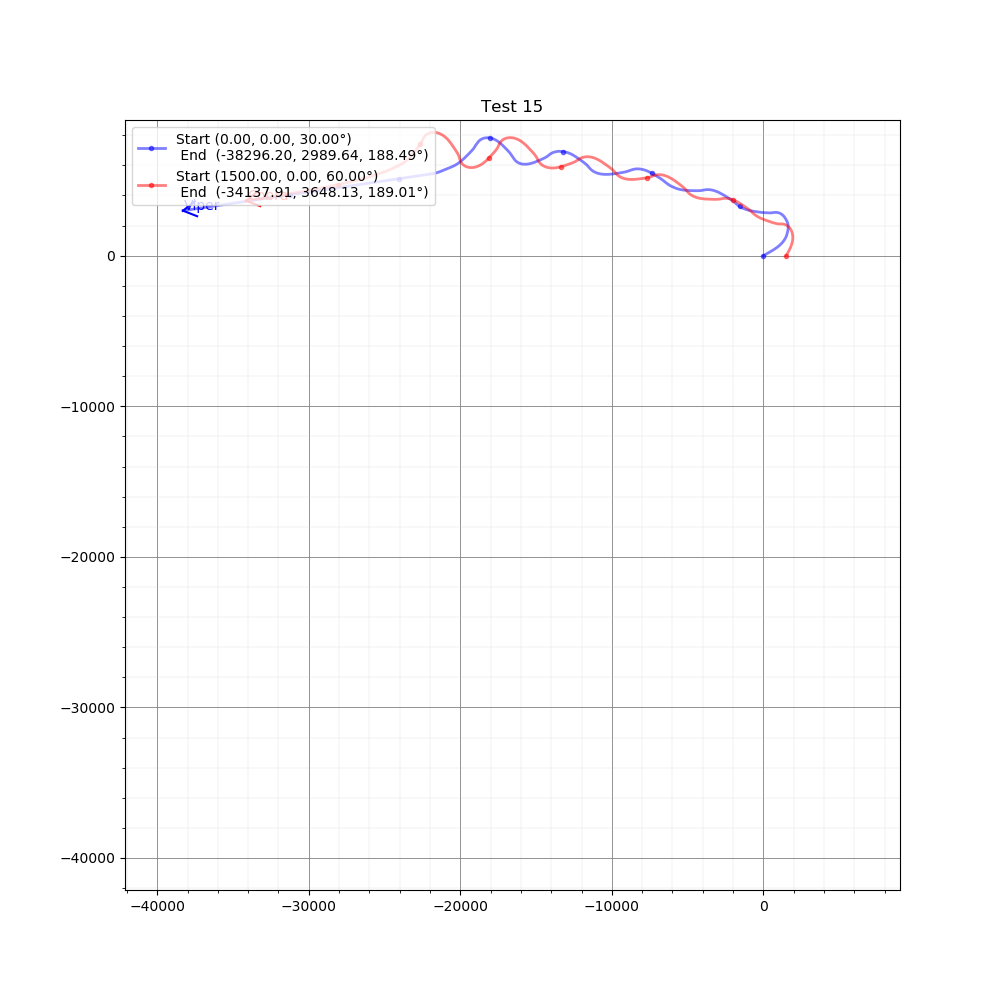 Test 15
Start (0.00, 0.00, 30.00°)
End (-38296.20, 2989.64, 188.49°)
Start (1500.00, 0.00, 60.00°)
End (-34137.91, 3648.13, 189.01°)
Viper
0
−10000
−20000
−30000
−40000
−40000 −30000 −20000 −10000 0